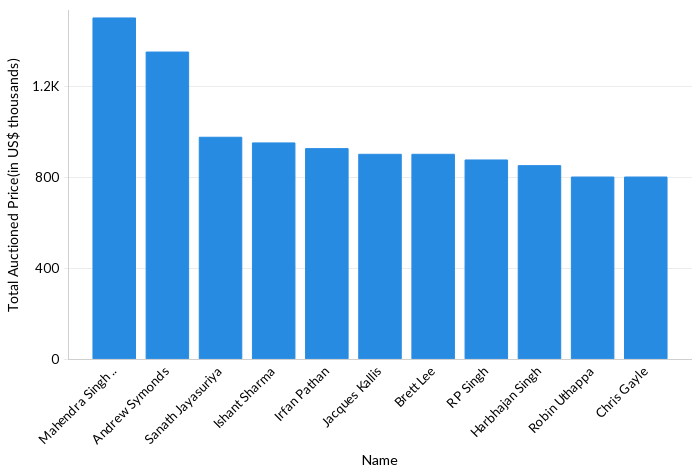 Total Auctioned Price(in US$ thousands)
1.2K
800
400
0
Mahendra Singh..
Andrew Symonds
Sanath Jayasuriya
Ishant Sharma
Irfan Pathan
Jacques Kallis
Brett Lee
R P Singh
Harbhajan Singh
Robin Uthappa
Chris Gayle
Name